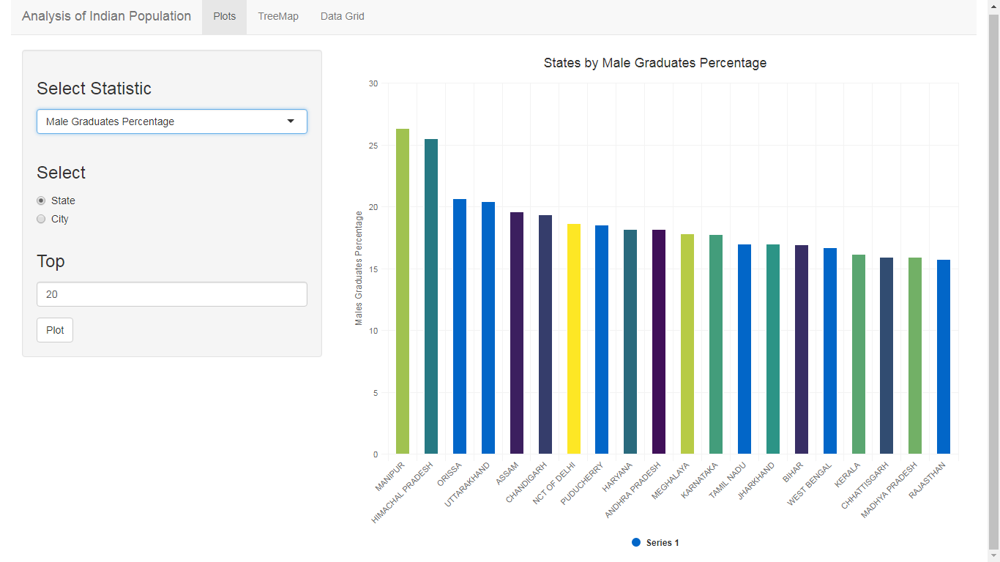 Analysis of Indian Population Plots TreeMap Data Grid
Select Statistic
Male Graduates Percentage
Select
State
City
Top
20
Plot
States by Male Graduates Percentage
Males Graduates Percentage
30
25
20
15
10
5
0
MANIPUR
HIMACHAL PRADESH
ORISSA
UTTARAKHAND
ASSAM
CHANDIGARH
NCT OF DELHI
PUDUCHERRY
HARYANA
ANDHRA PRADESH
MEGHALAYA
KARNATAKA
TAMIL NADU
JHARKHAND
BIHAR
WEST BENGAL
KERALA
CHHATTISGARH
MADHYA PRADESH
RAJASTHAN
Series 1